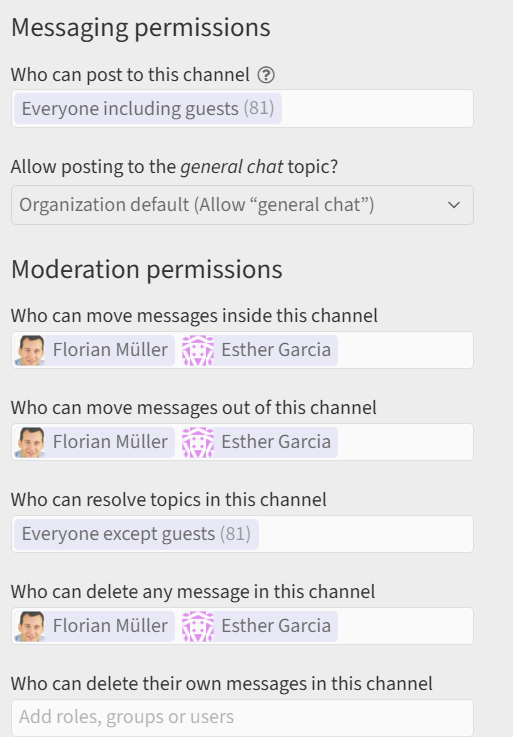 Messaging permissions
Who can post to this channel ?
Everyone including guests (81)
Allow posting to the general chat topic?
Organization default (Allow “general chat”)
Moderation permissions
Who can move messages inside this channel
Florian Müller Esther Garcia
Who can move messages out of this channel
Florian Müller Esther Garcia
Who can resolve topics in this channel
Everyone except guests (81)
Who can delete any message in this channel
Florian Müller Esther Garcia
Who can delete their own messages in this channel
Add roles, groups or users